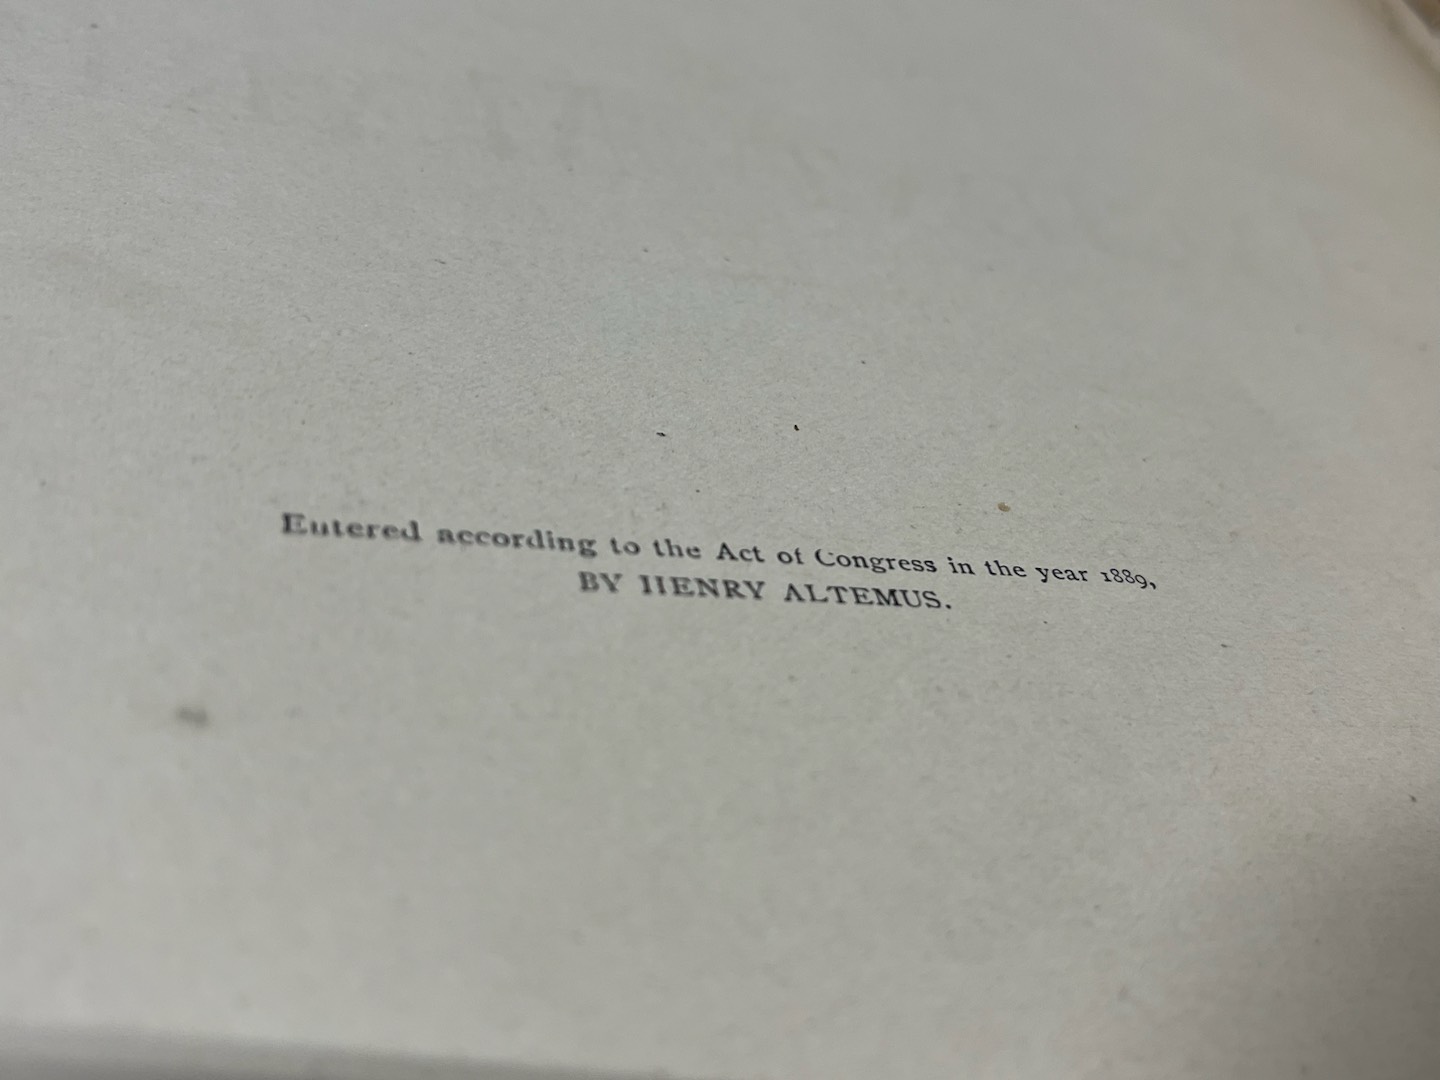 Entered according to the Act of Congress in the year 1889,
BY HENRY ALTEMUS.